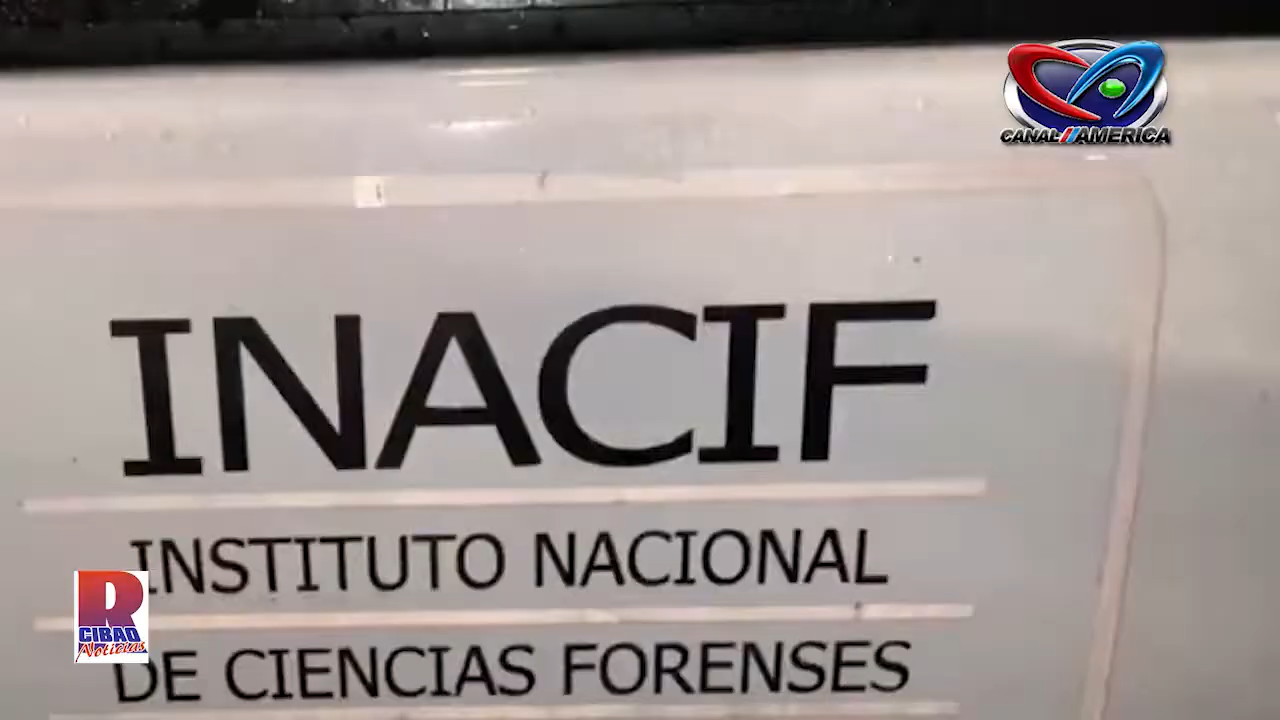 CANAL AMERICA
INACIF
INSTITUTO NACIONAL
DE CIENCIAS FORENSES
R
CIBAO
Noticias